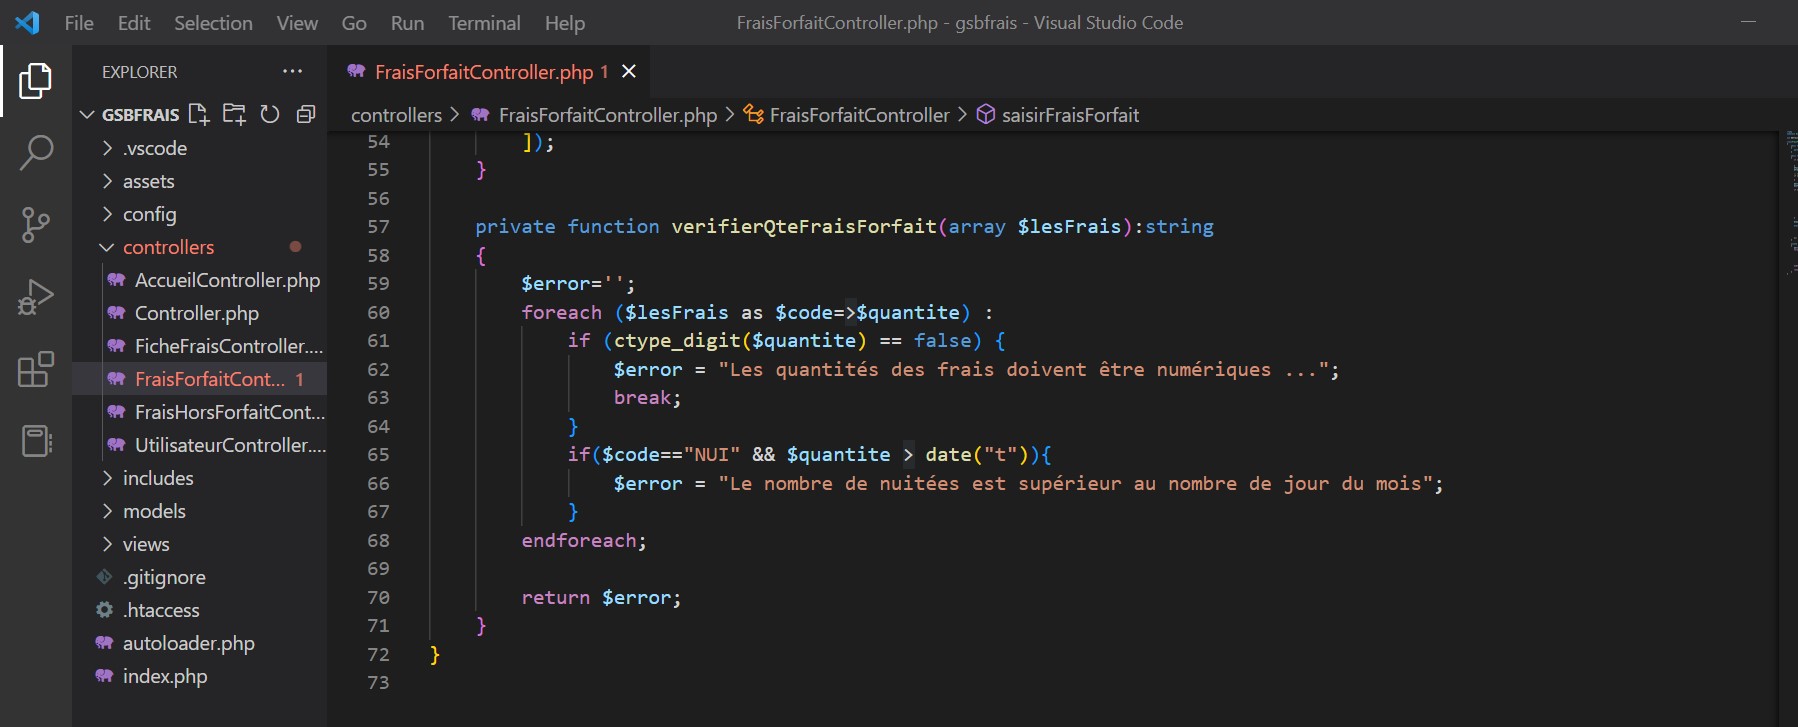 File Edit Selection View Go Run Terminal Help
FraisForfaitController.php - gsbfrais - Visual Studio Code
EXPLORER
GSBFRAIS
.vscode
assets
config
controllers
AccueilController.php
Controller.php
FicheFraisController....
FraisForfaitCont... 1
FraisHorsForfaitCont...
UtilisateurController....
includes
models
views
.gitignore
.htaccess
autoloader.php
index.php
FraisForfaitController.php 1
controllers > FraisForfaitController.php > FraisForfaitController > saisirFraisForfait
54 ]);
55 }
56
57 private function verifierQteFraisForfait(array $lesFrais):string
58 {
59 $error='';
60 foreach ($lesFrais as $code=>$quantite) :
61 if (ctype_digit($quantite) == false) {
62 $error = "Les quantités des frais doivent être numériques ...";
63 break;
64 }
65 if($code=="NUI" && $quantite > date("t")){
66 $error = "Le nombre de nuitées est supérieur au nombre de jour du mois";
67 }
68 endforeach;
69
70 return $error;
71 }
72 }
73